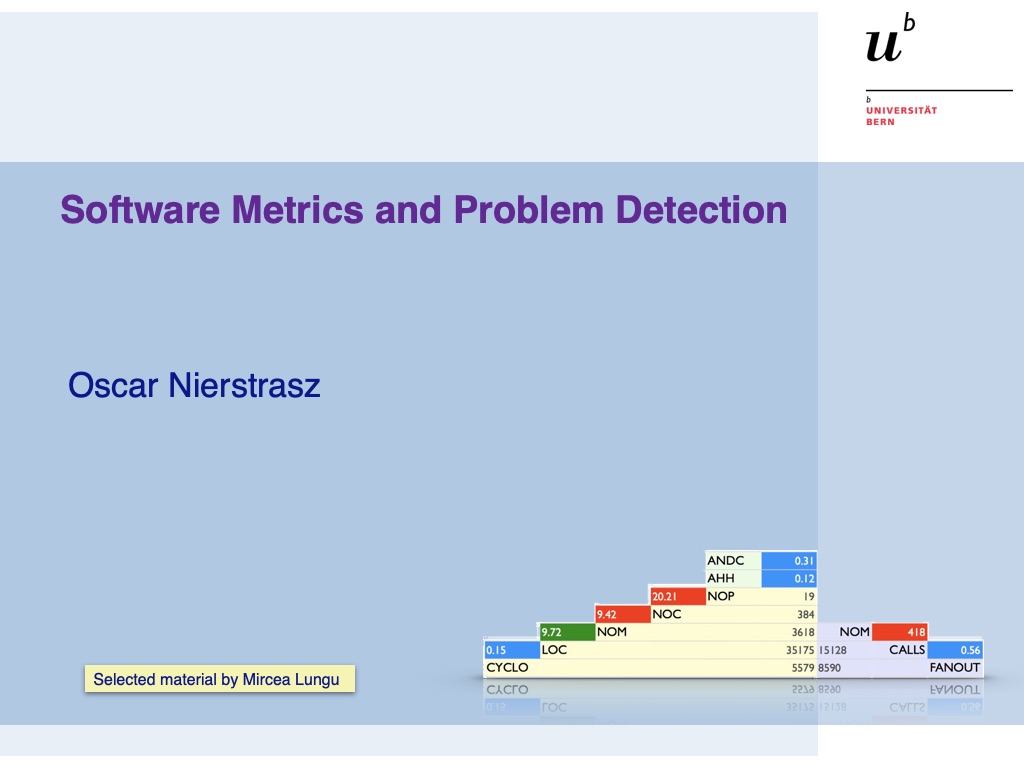 u b
b
UNIVERSITÄT
BERN
Software Metrics and Problem Detection
Oscar Nierstrasz
ANDC 0.31
AHH 0.12
20.21 NOP 19
9.42 NOC 384
9.72 NOM 3618 NOM 418
0.15 LOC 35175 15128 CALLS 0.56
CYCLO 5579 8590 FANOUT
Selected material by Mircea Lungu